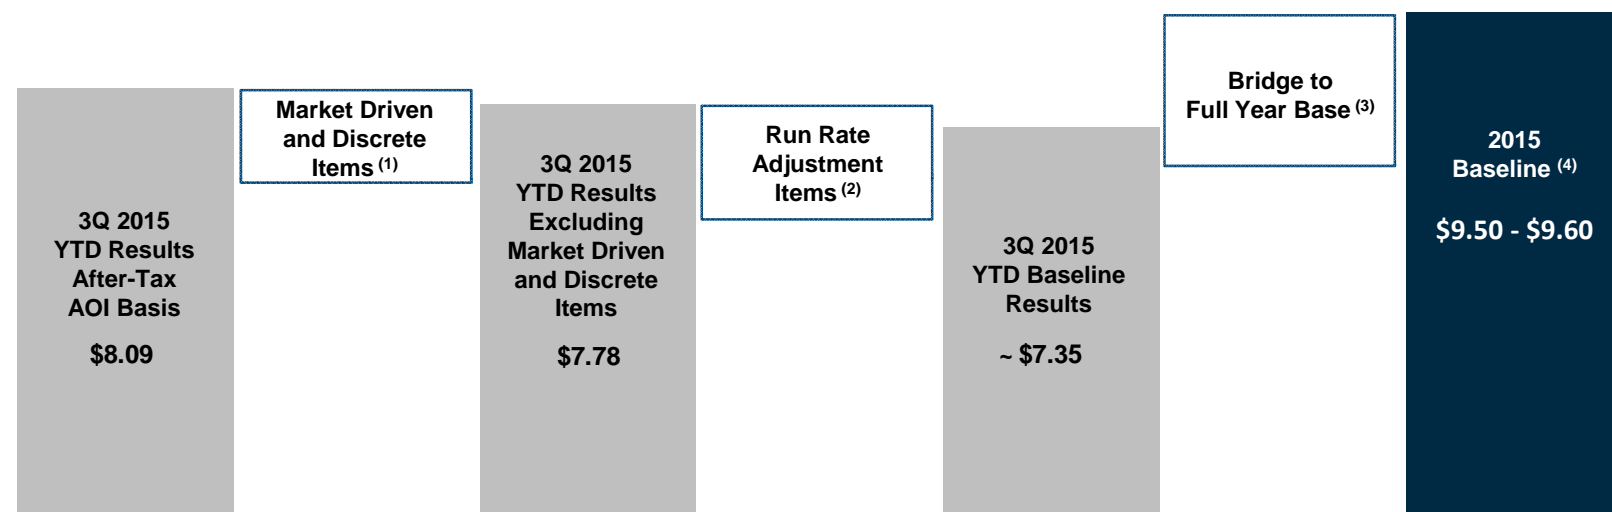 3Q 2015
YTD Results
After-Tax
AOI Basis
$8.09
Market Driven
and Discrete
Items (1)
3Q 2015
YTD Results
Excluding
Market Driven
and Discrete
Items
$7.78
Run Rate
Adjustment
Items (2)
3Q 2015
YTD Baseline
Results
~ $7.35
Bridge to
Full Year Base (3)
2015
Baseline (4)
$9.50 - $9.60